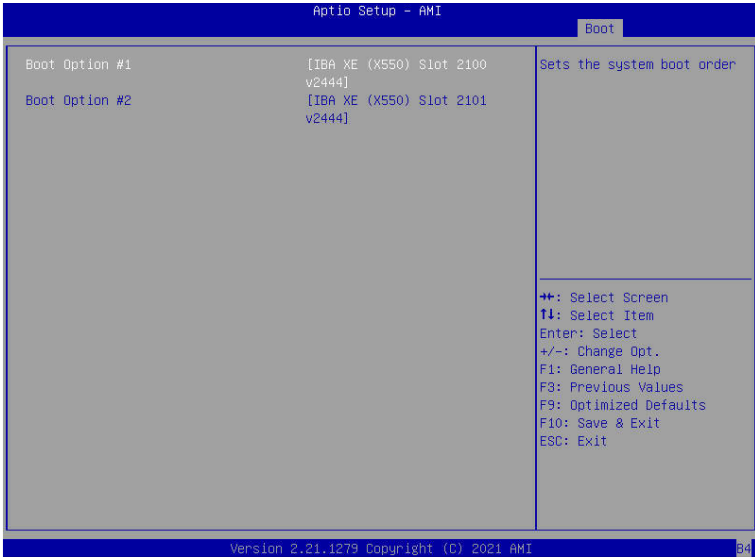 Aptio Setup – AMI
Boot
Boot Option #1 [IBA XE (X550) Slot 2100
v2444]
Boot Option #2 [IBA XE (X550) Slot 2101
v2444]
Sets the system boot order
→←: Select Screen
↑↓: Select Item
Enter: Select
+/-: Change Opt.
F1: General Help
F3: Previous Values
F9: Optimized Defaults
F10: Save & Exit
ESC: Exit
Version 2.21.1279 Copyright (C) 2021 AMI
B4